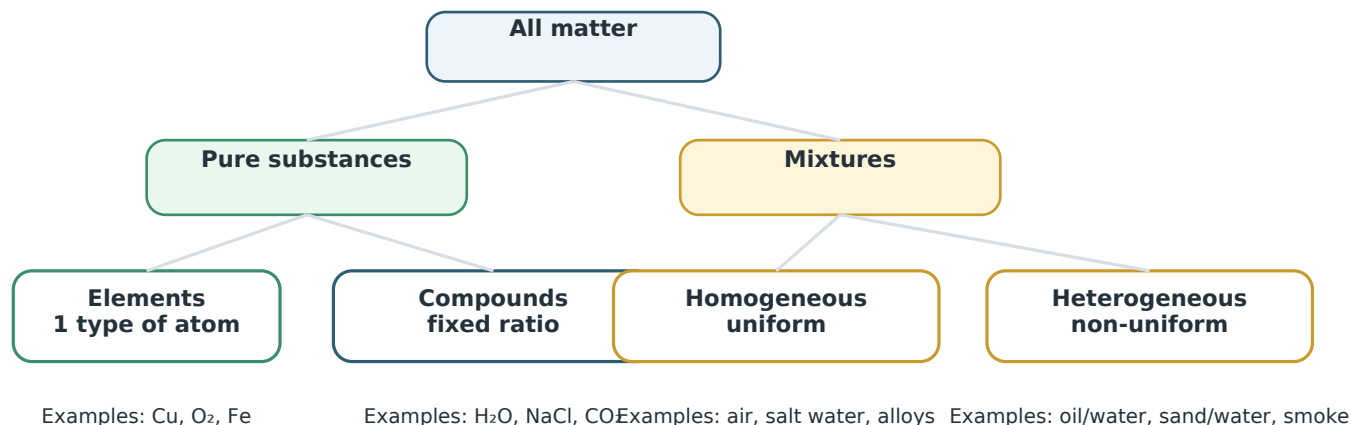 All matter
Pure substances
Mixtures
Elements
1 type of atom
Compounds
fixed ratio
Homogeneous
uniform
Heterogeneous
non-uniform
Examples: Cu, O₂, Fe
Examples: H₂O, NaCl, CO₂
Examples: air, salt water, alloys
Examples: oil/water, sand/water, smoke